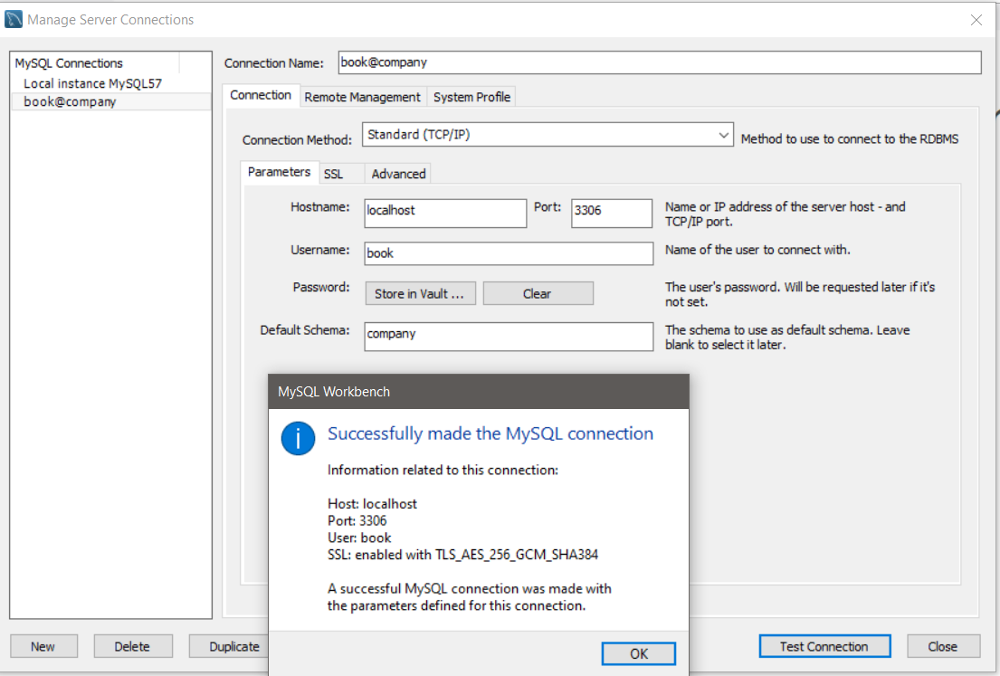 Manage Server Connections
MySQL Connections
Local instance MySQL57
book@company
Connection Name:
book@company
Connection
Remote Management
System Profile
Connection Method:
Standard (TCP/IP)
Method to use to connect to the RDBMS
Parameters
SSL
Advanced
Hostname:
localhost
Port:
3306
Name or IP address of the server host - and
TCP/IP port.
Username:
book
Name of the user to connect with.
Password:
Store in Vault ...
Clear
The user's password. Will be requested later if it's
not set.
Default Schema:
company
The schema to use as default schema. Leave
blank to select it later.
MySQL Workbench
Successfully made the MySQL connection
Information related to this connection:
Host: localhost
Port: 3306
User: book
SSL: enabled with TLS_AES_256_GCM_SHA384
A successful MySQL connection was made with
the parameters defined for this connection.
OK
New
Delete
Duplicate
Test Connection
Close